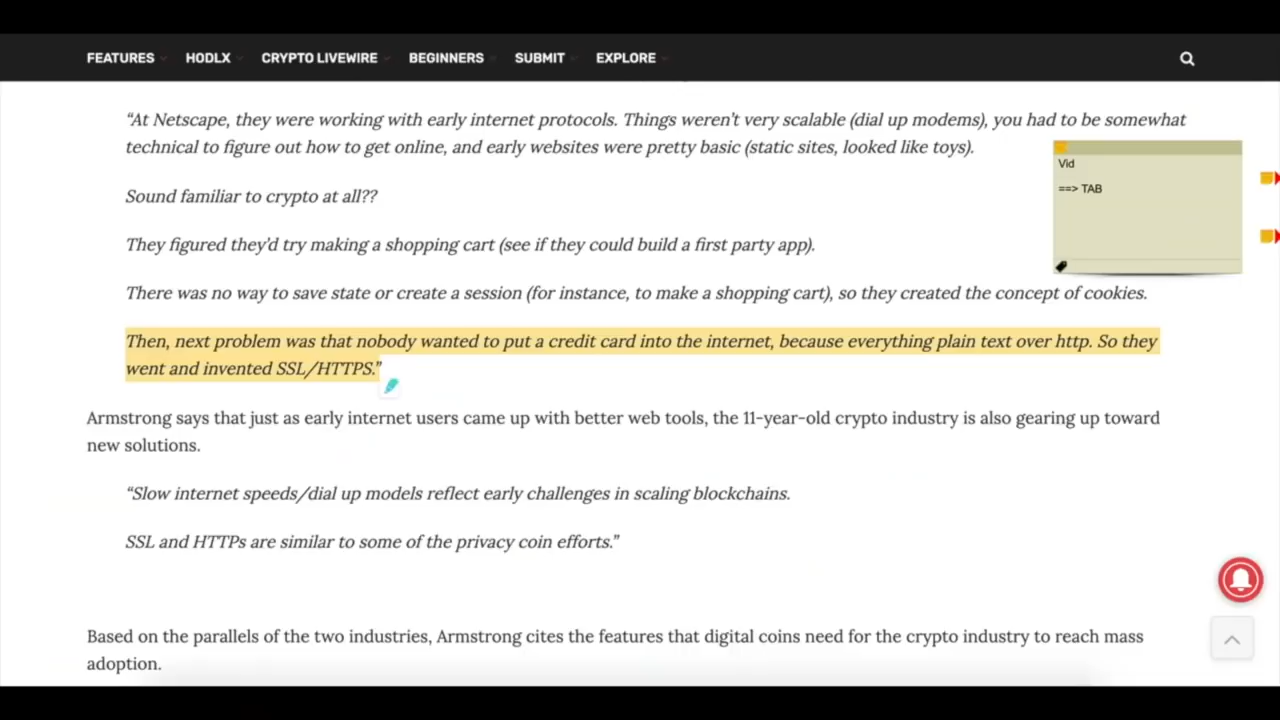 FEATURES HODLX CRYPTO LIVEWIRE BEGINNERS SUBMIT EXPLORE
“At Netscape, they were working with early internet protocols. Things weren’t very scalable (dial up modems), you had to be somewhat
technical to figure out how to get online, and early websites were pretty basic (static sites, looked like toys).
Vid
==> TAB
Sound familiar to crypto at all??
They figured they’d try making a shopping cart (see if they could build a first party app).
There was no way to save state or create a session (for instance, to make a shopping cart), so they created the concept of cookies.
Then, next problem was that nobody wanted to put a credit card into the internet, because everything plain text over http. So they
went and invented SSL/HTTPS.”
Armstrong says that just as early internet users came up with better web tools, the 11-year-old crypto industry is also gearing up toward
new solutions.
“Slow internet speeds/dial up models reflect early challenges in scaling blockchains.
SSL and HTTPs are similar to some of the privacy coin efforts.”
Based on the parallels of the two industries, Armstrong cites the features that digital coins need for the crypto industry to reach mass
adoption.